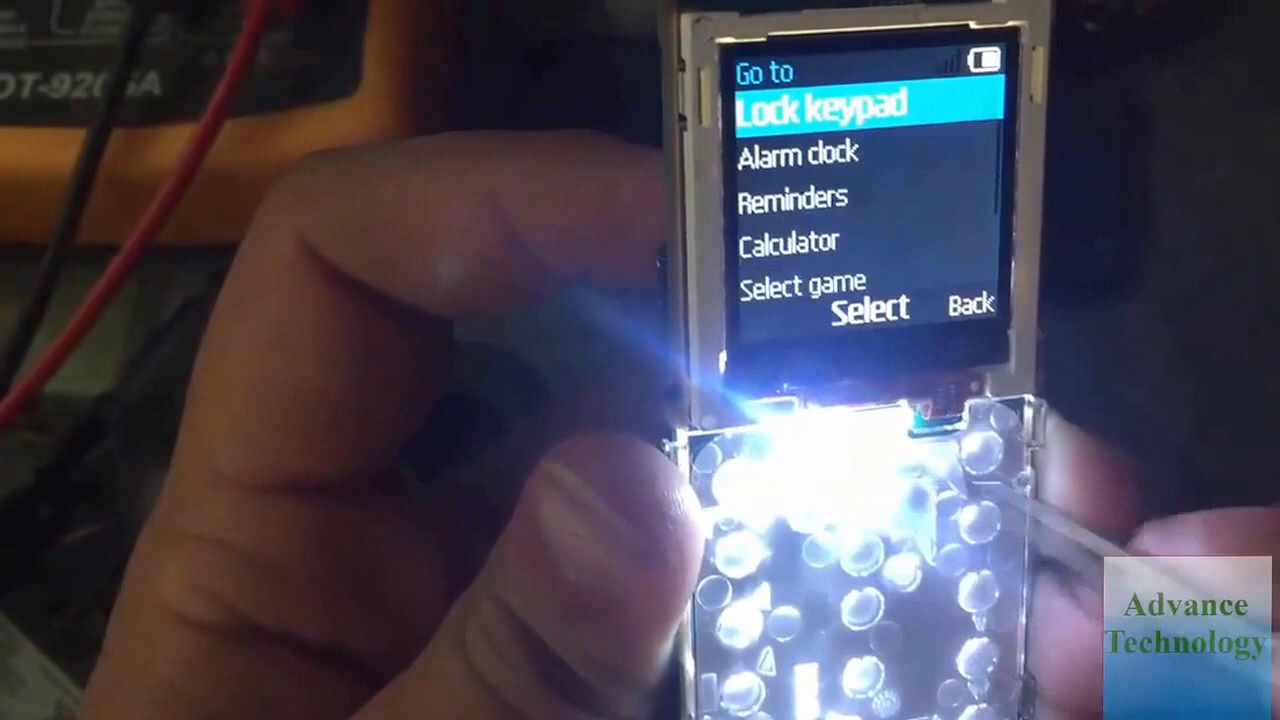 Go to
Lock keypad
Alarm clock
Reminders
Calculator
Select game
Select
Back
Advance
Technology